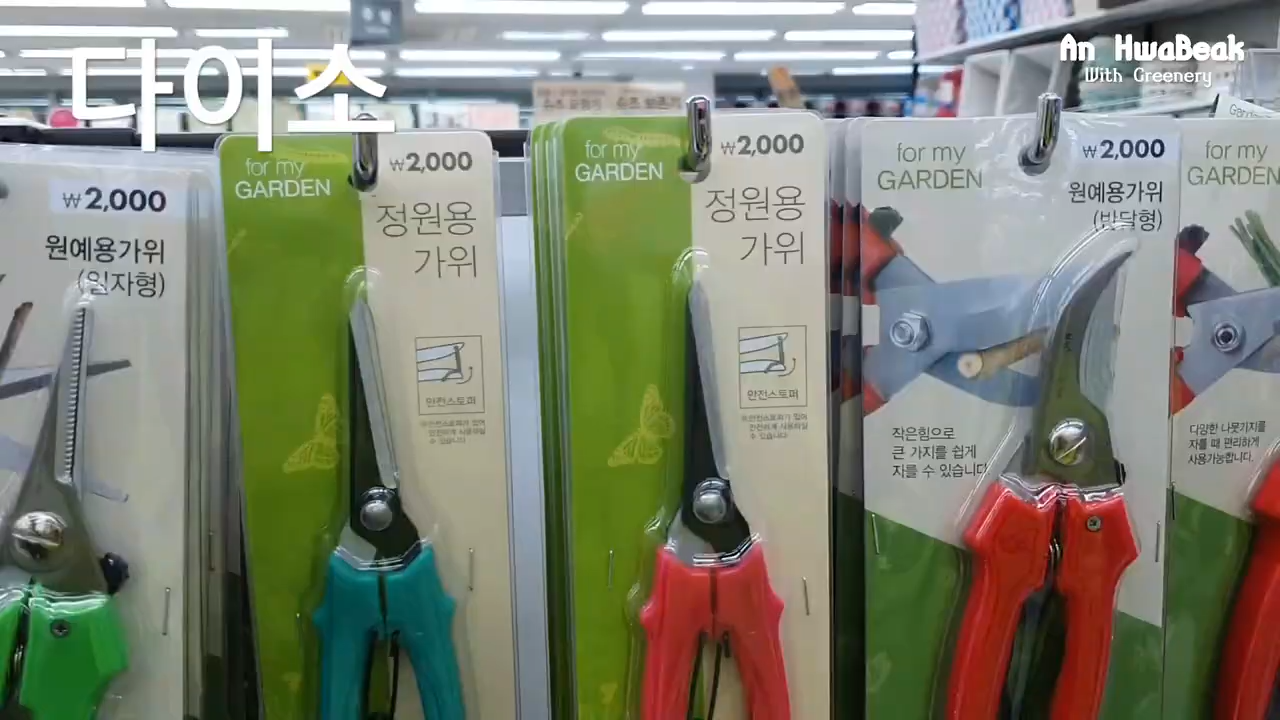 다이소
An HwaBeak
With Greenery
₩2,000
원예용가위
(일자형)
for my
GARDEN
₩2,000
정원용
가위
안전스토퍼
for my
GARDEN
₩2,000
정원용
가위
안전스토퍼
for my
GARDEN
₩2,000
원예용가위
(반달형)
작은힘으로
큰 가지를 쉽게
자를 수 있습니다
for my
GARDEN
다양한 나뭇가지를
자를 때 편리하게
사용가능합니다.